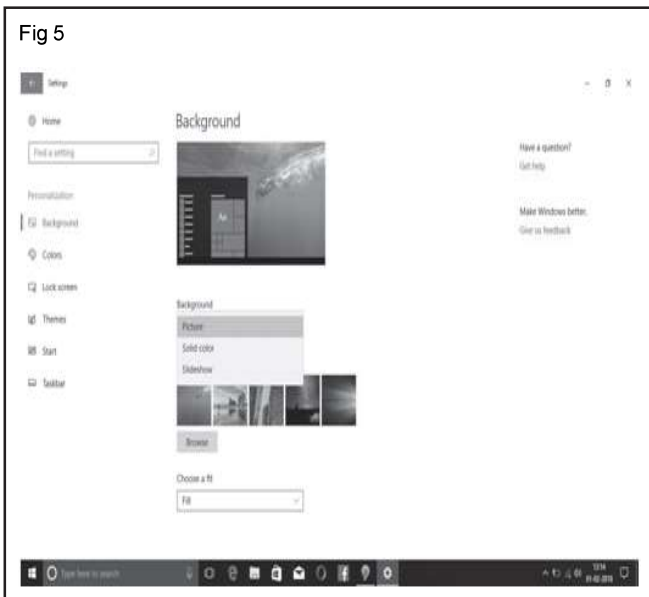 Fig 5
Settings
Home
Background
Find a setting
Have a question?
Get help
Personalization
Make Windows better.
Background
Give us feedback
Colors
Lock screen
Background
Picture
Themes
Solid color
Start
Slideshow
Taskbar
Browse
Choose a fit
Fill
Type here to search